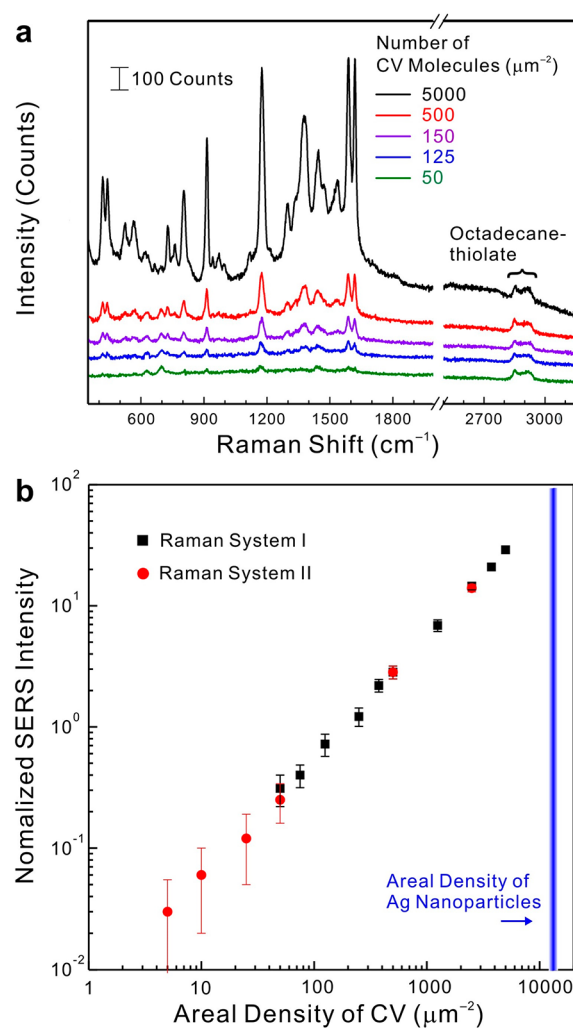 a
Number of
CV Molecules (μm⁻²)
100 Counts
5000
500
150
125
50
Octadecane-
thiolate
Intensity (Counts)
600 900 1200 1500 1800 2700 3000
Raman Shift (cm⁻¹)
b
10²
Raman System I
Raman System II
10¹
10⁰
10⁻¹
10⁻²
Nomalized SERS Intensity
Areal Density of
Ag Nanoparticles
1 10 100 1000 10000
Areal Density of CV (μm⁻²)